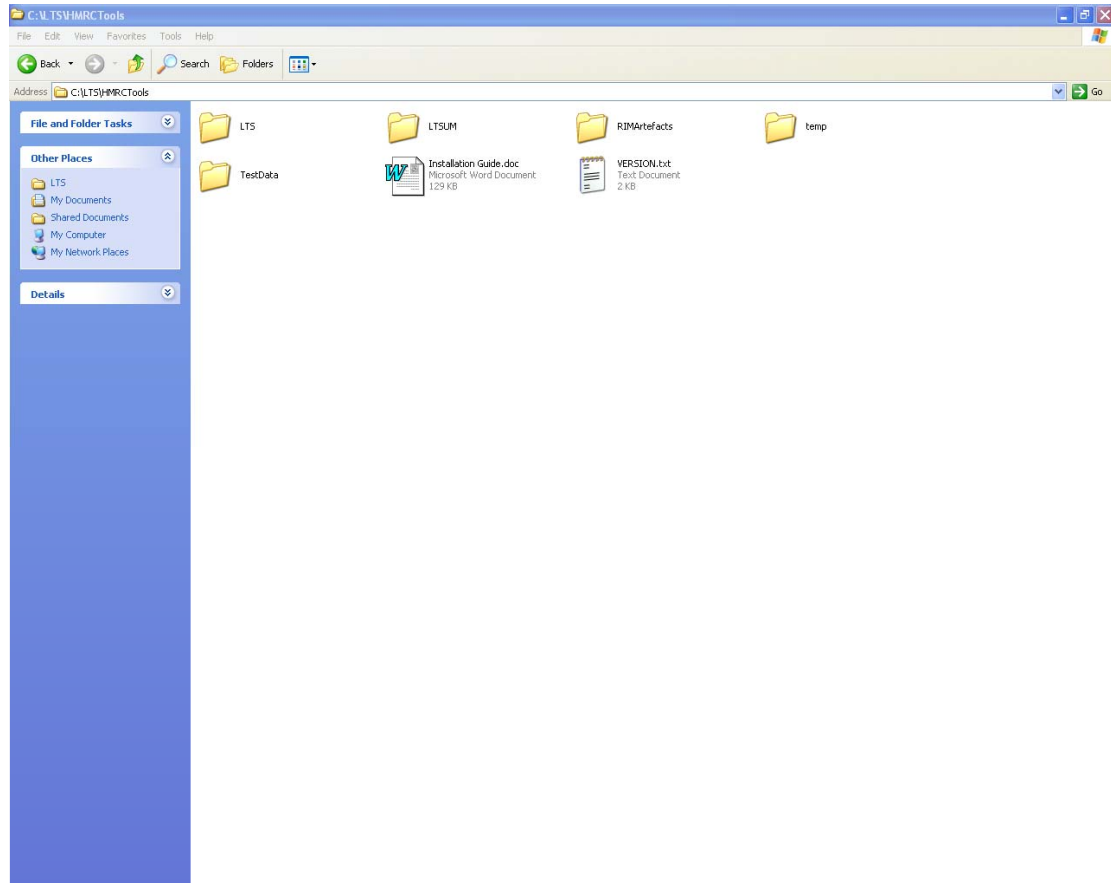 C:\LTS\HMRCTools
File Edit View Favorites Tools Help
Back Search Folders
Address C:\LTS\HMRCTools Go
File and Folder Tasks
Other Places
LTS
My Documents
Shared Documents
My Computer
My Network Places
Details
LTS
LTSUM
RIMArtefacts
temp
TestData
Installation Guide.doc
Microsoft Word Document
129 KB
VERSION.txt
Text Document
2 KB